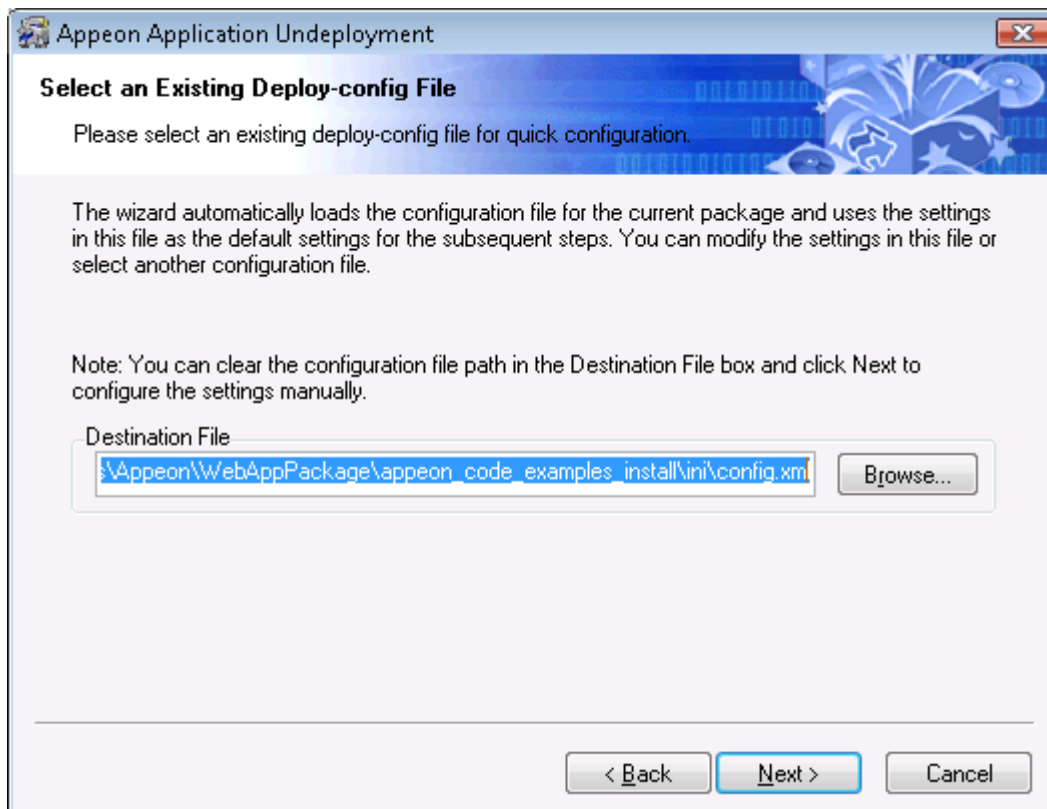 Appeon Application Undeployment
Select an Existing Deploy-config File
Please select an existing deploy-config file for quick configuration.
The wizard automatically loads the configuration file for the current package and uses the settings
in this file as the default settings for the subsequent steps. You can modify the settings in this file or
select another configuration file.
Note: You can clear the configuration file path in the Destination File box and click Next to
configure the settings manually.
Destination File
s\Appeon\WebAppPackage\appeon_code_examples_install\ini\config.xm
Browse...
< Back
Next >
Cancel